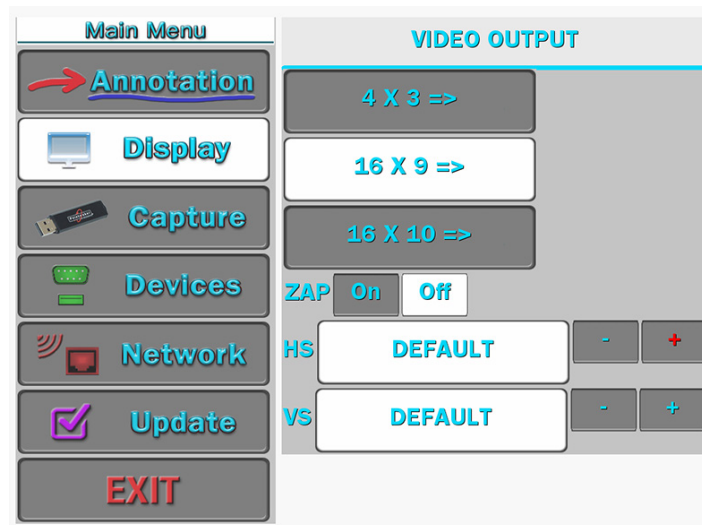 Main Menu
Annotation
Display
Capture
Devices
Network
Update
EXIT
VIDEO OUTPUT
4 X 3 =>
16 X 9 =>
16 X 10 =>
ZAP On Off
HS DEFAULT - +
VS DEFAULT - +